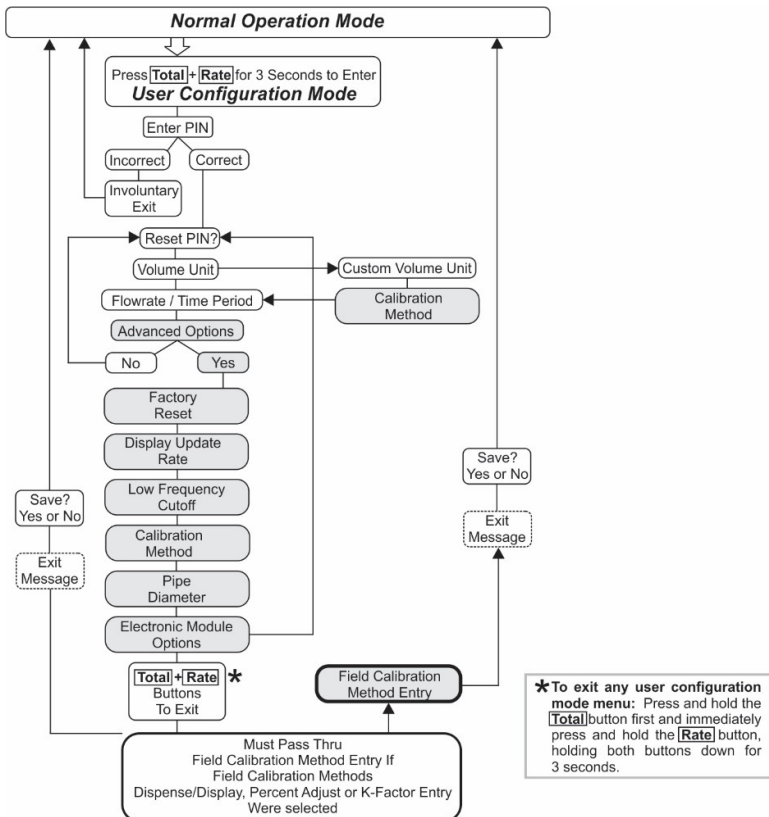 Normal Operation Mode
Press Total + Rate for 3 Seconds to Enter
User Configuration Mode
Enter PIN
Incorrect
Correct
Involuntary
Exit
Reset PIN?
Volume Unit
Custom Volume Unit
Flowrate / Time Period
Calibration
Method
Advanced Options
No
Yes
Factory
Reset
Display Update
Rate
Low Frequency
Cutoff
Calibration
Method
Pipe
Diameter
Electronic Module
Options
Total + Rate *
Buttons
To Exit
Save?
Yes or No
Exit
Message
Must Pass Thru
Field Calibration Method Entry If
Field Calibration Methods
Dispense/Display, Percent Adjust or K-Factor Entry
Were selected
Field Calibration
Method Entry
Exit
Message
Save?
Yes or No
* To exit any user configuration
mode menu: Press and hold the
Total button first and immediately
press and hold the Rate button,
holding both buttons down for
3 seconds.